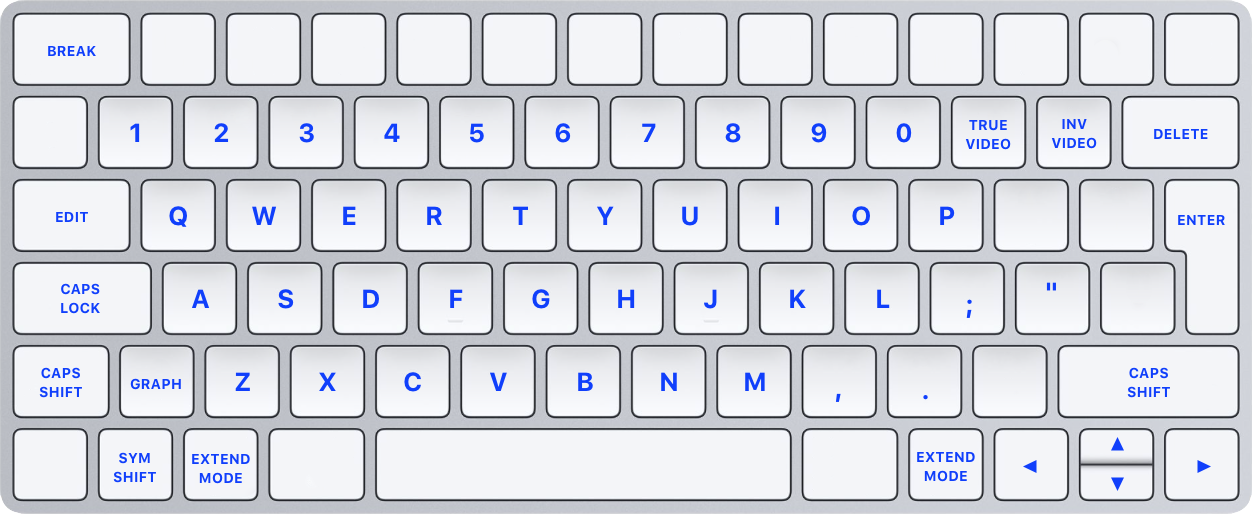 BREAK
1 2 3 4 5 6 7 8 9 0 TRUE VIDEO INV VIDEO DELETE
EDIT Q W E R T Y U I O P ENTER
CAPS LOCK A S D F G H J K L ; "
CAPS SHIFT GRAPH Z X C V B N M , . CAPS SHIFT
SYM SHIFT EXTEND MODE EXTEND MODE ◀ ▲ ▼ ▶